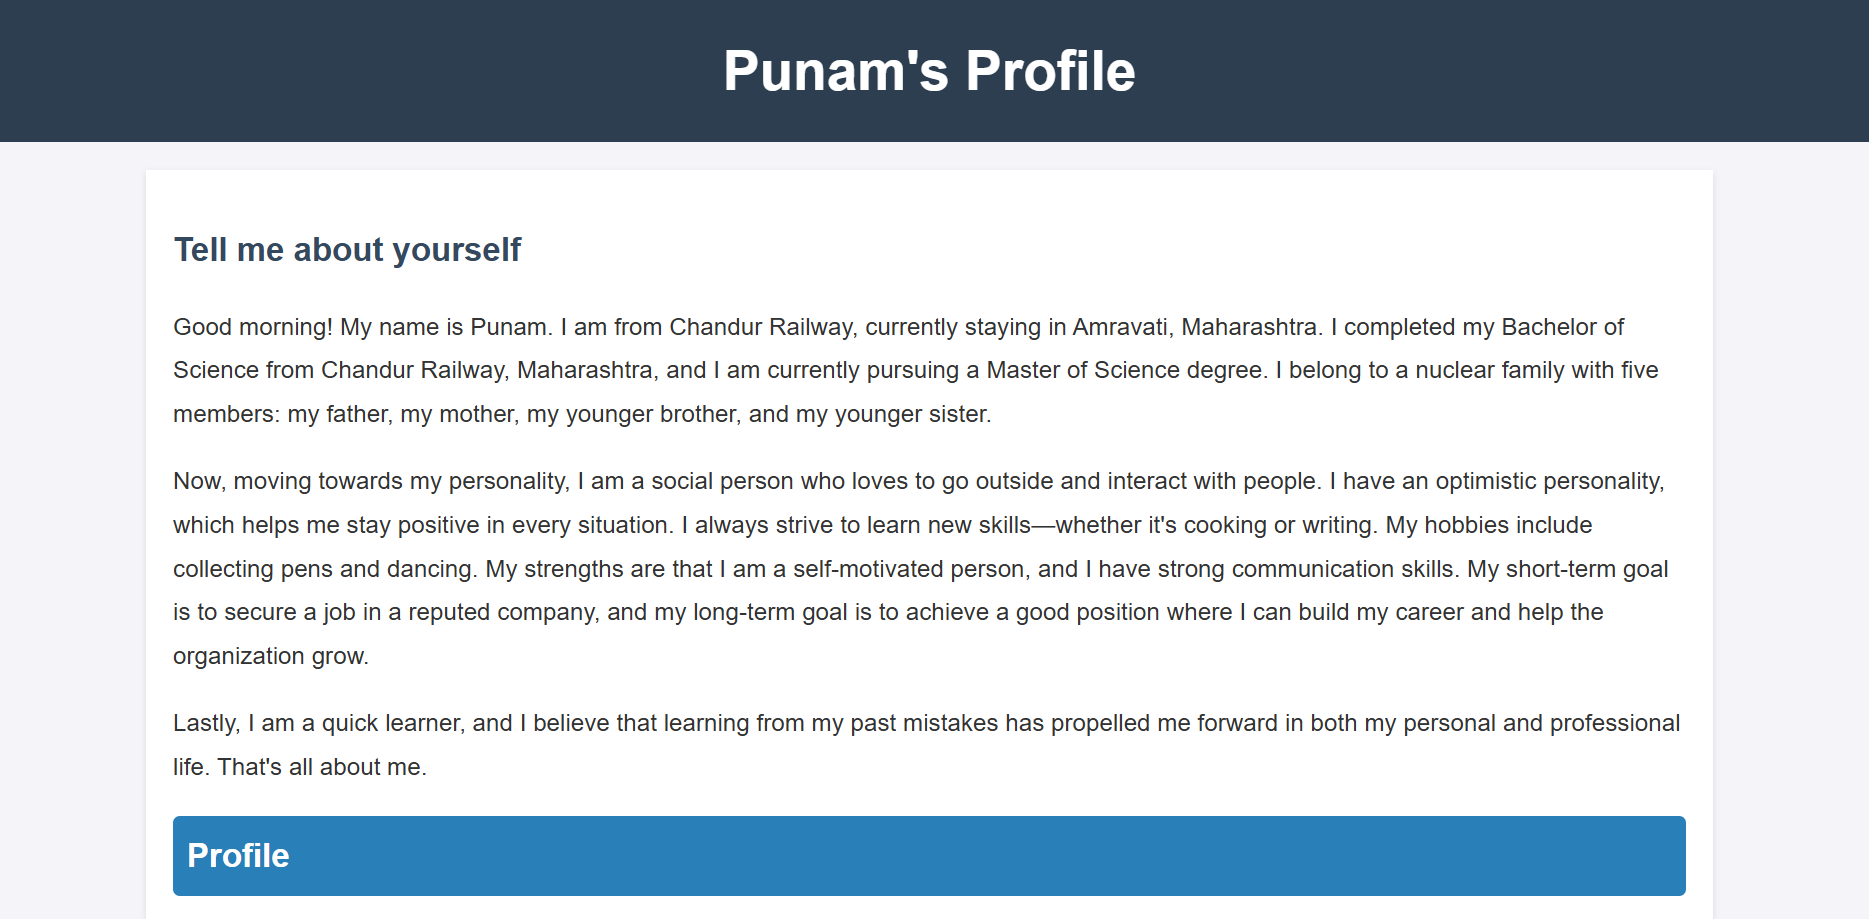 Punam's Profile
Tell me about yourself
Good morning! My name is Punam. I am from Chandur Railway, currently staying in Amravati, Maharashtra. I completed my Bachelor of
Science from Chandur Railway, Maharashtra, and I am currently pursuing a Master of Science degree. I belong to a nuclear family with five
members: my father, my mother, my younger brother, and my younger sister.
Now, moving towards my personality, I am a social person who loves to go outside and interact with people. I have an optimistic personality,
which helps me stay positive in every situation. I always strive to learn new skills—whether it's cooking or writing. My hobbies include
collecting pens and dancing. My strengths are that I am a self-motivated person, and I have strong communication skills. My short-term goal
is to secure a job in a reputed company, and my long-term goal is to achieve a good position where I can build my career and help the
organization grow.
Lastly, I am a quick learner, and I believe that learning from my past mistakes has propelled me forward in both my personal and professional
life. That's all about me.
Profile